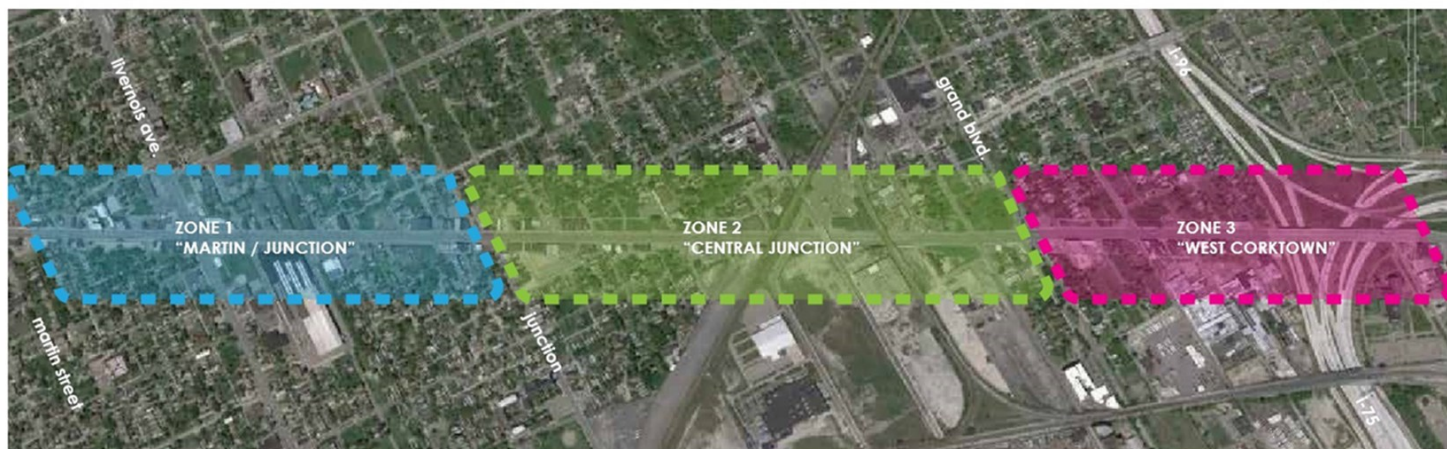 livernois ave.
grand blvd.
I-96
ZONE 1
"MARTIN / JUNCTION"
ZONE 2
"CENTRAL JUNCTION"
ZONE 3
"WEST CORKTOWN"
martin street
junction
I-75